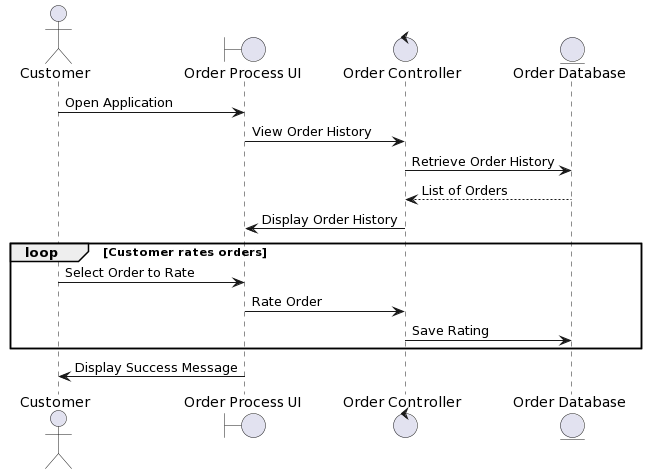 Customer
Order Process UI
Order Controller
Order Database
Open Application
View Order History
Retrieve Order History
List of Orders
Display Order History
loop
[Customer rates orders]
Select Order to Rate
Rate Order
Save Rating
Display Success Message
Customer
Order Process UI
Order Controller
Order Database